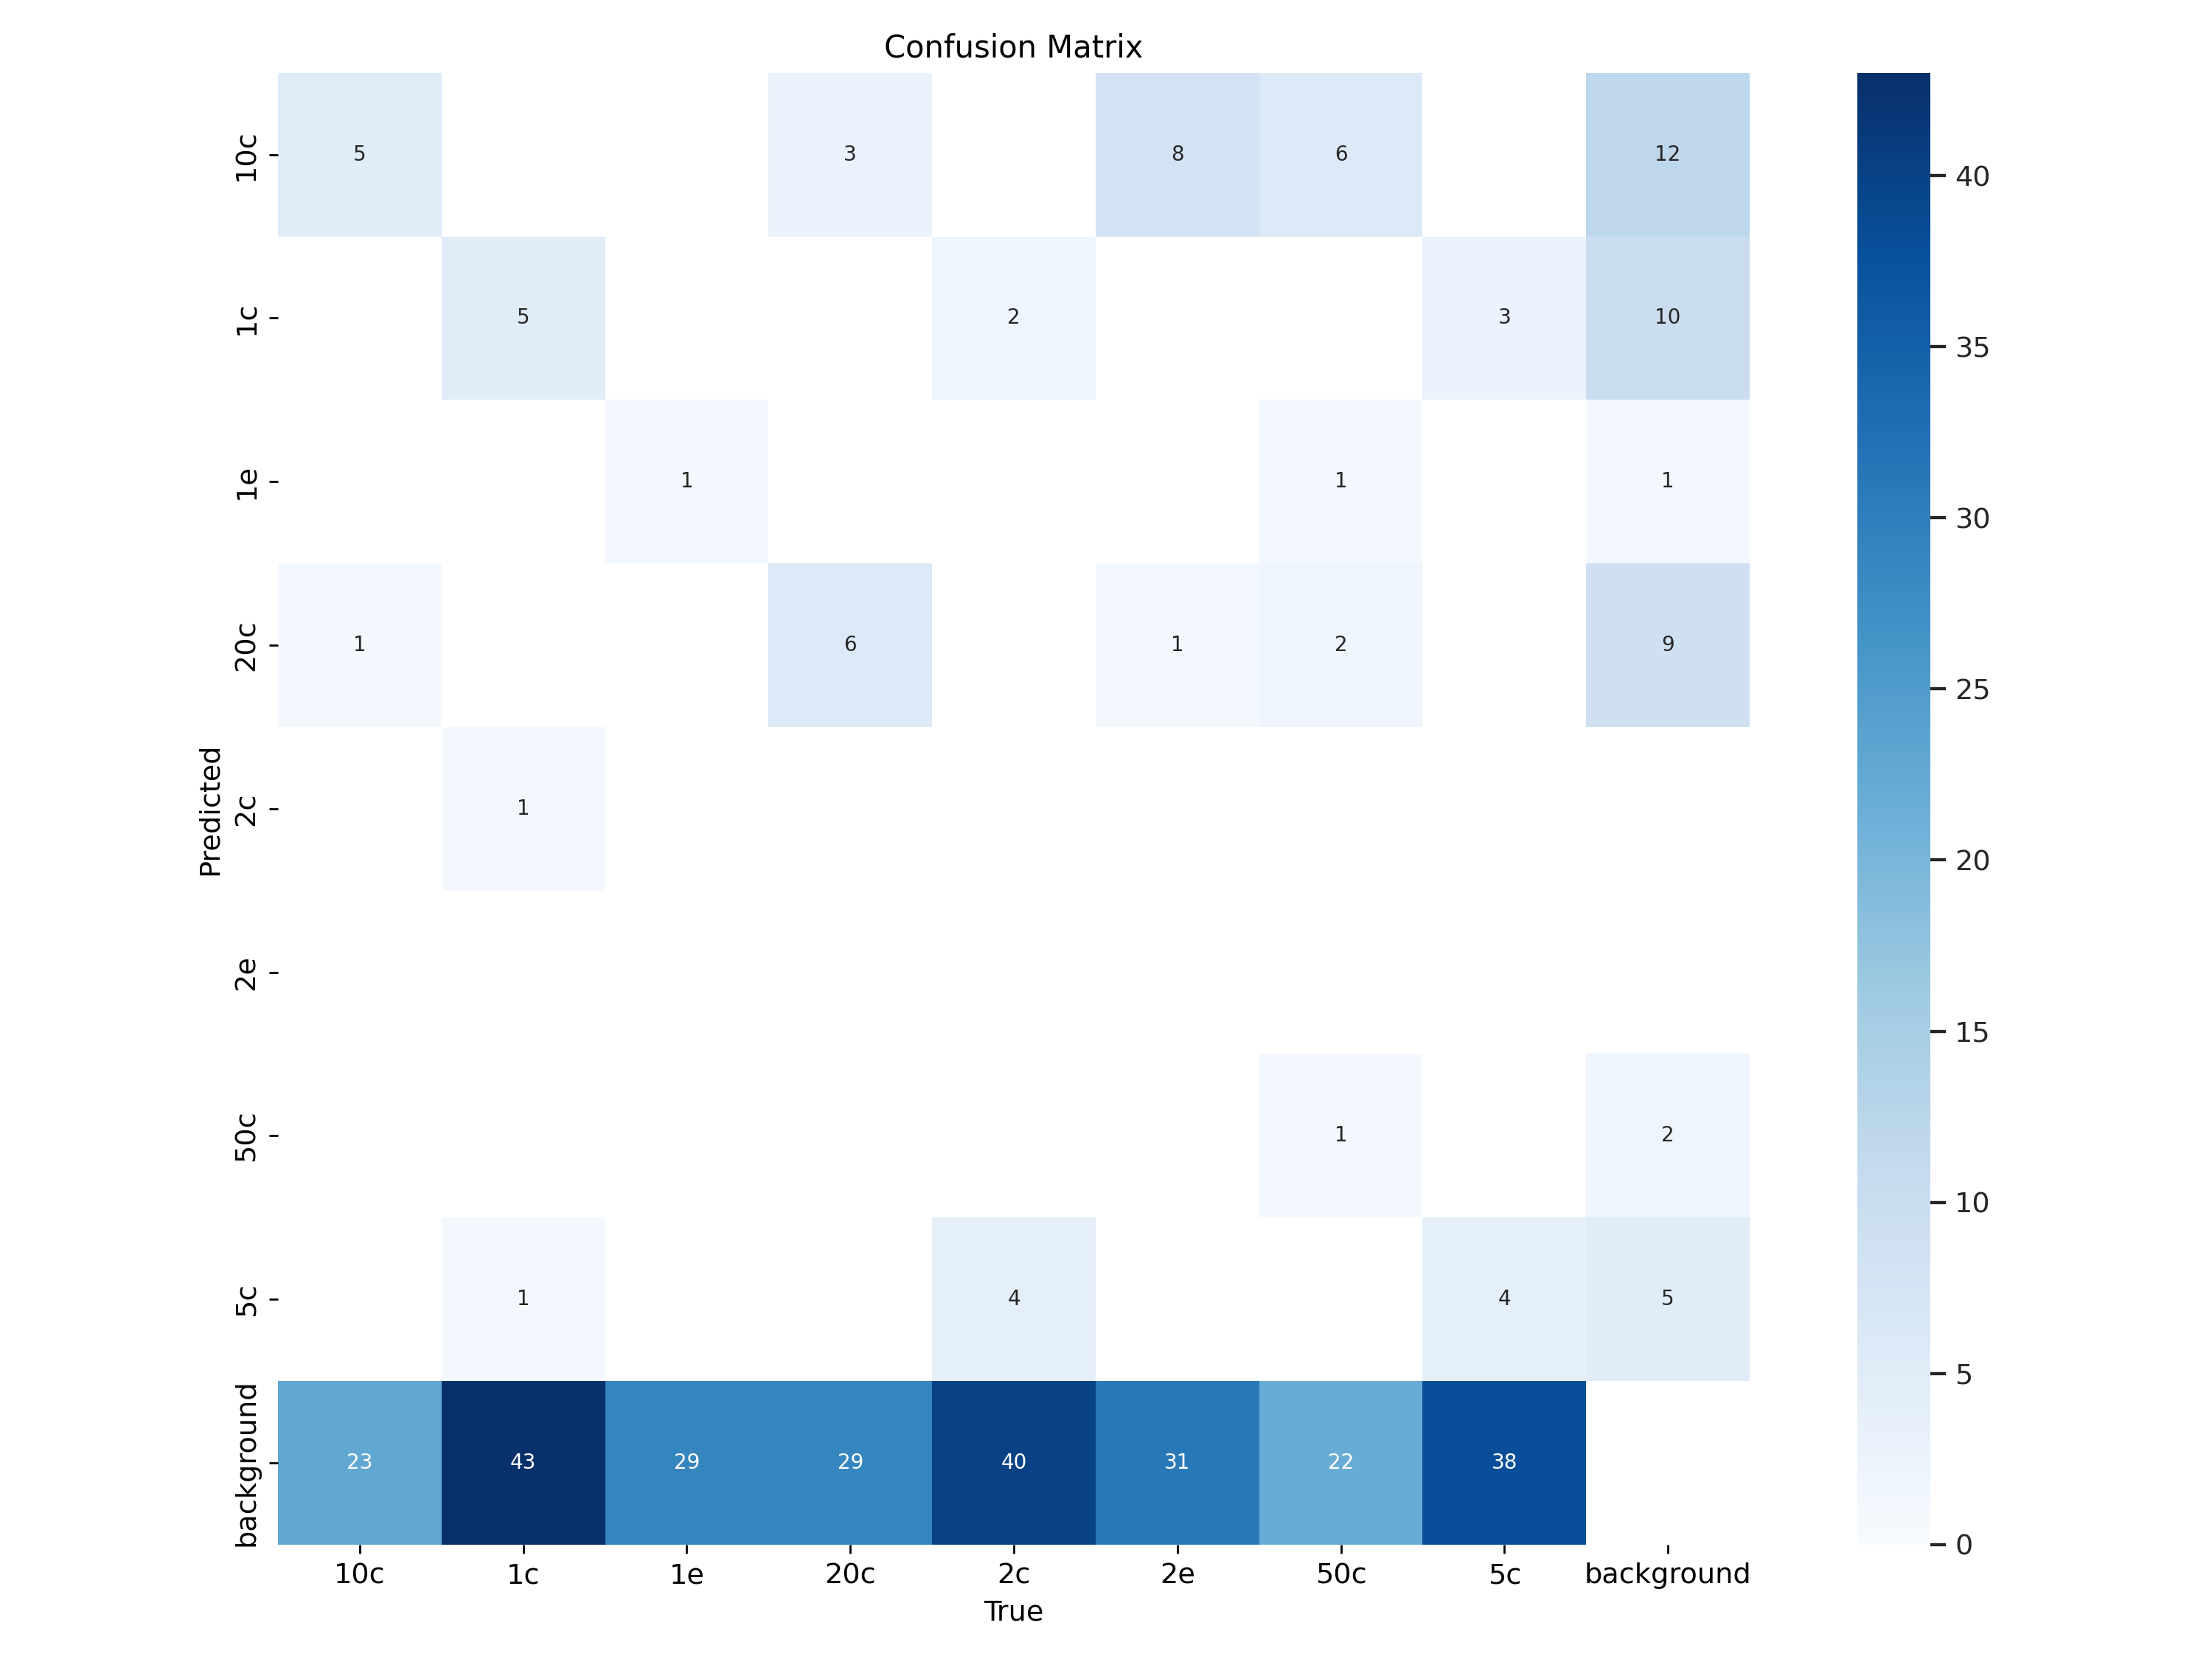 Confusion Matrix
10c 5 3 8 6 12
1c 5 2 3 10
1e 1 1 1
20c 1 6 1 2 9
2c 1
2e
50c 1 2
5c 1 4 4 5
background 23 43 29 29 40 31 22 38
10c 1c 1e 20c 2c 2e 50c 5c background
True
Predicted
40
35
30
25
20
15
10
5
0